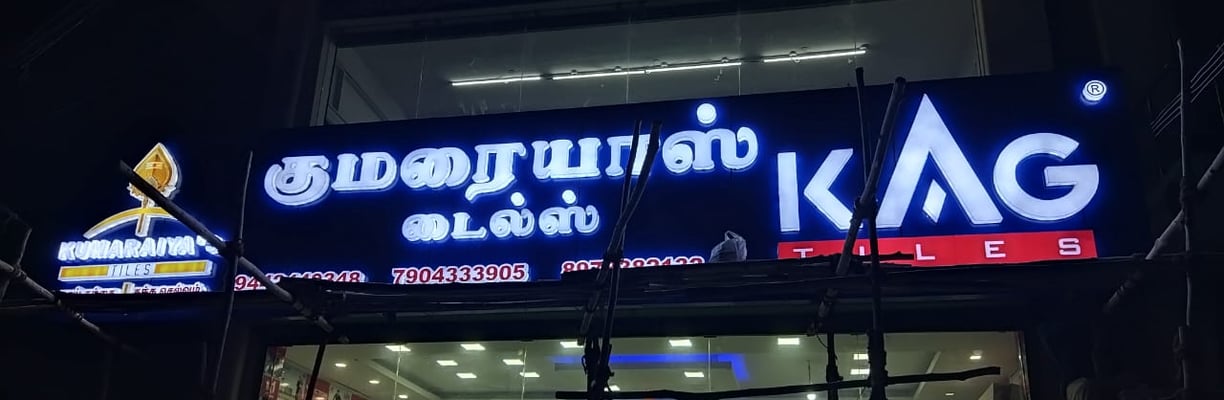 KUMARAIYA'S
TILES
குமரையாஸ்
டைல்ஸ்
7904333905
KAG
®
TILES